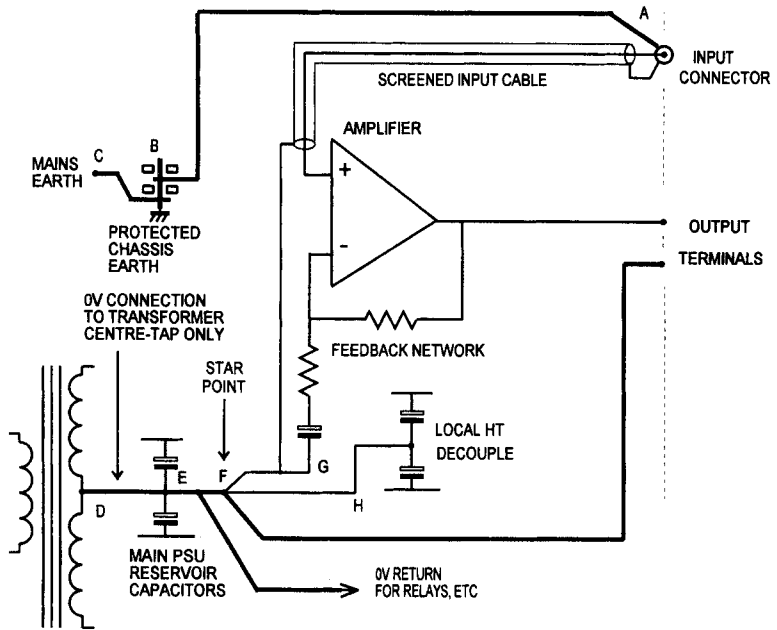 A
INPUT
CONNECTOR
SCREENED INPUT CABLE
AMPLIFIER
B
C
MAINS
EARTH
PROTECTED
CHASSIS
EARTH
+
-
OUTPUT
TERMINALS
0V CONNECTION
TO TRANSFORMER
CENTRE-TAP ONLY
FEEDBACK NETWORK
STAR
POINT
LOCAL HT
DECOUPLE
G
E
F
D
H
MAIN PSU
RESERVOIR
CAPACITORS
0V RETURN
FOR RELAYS, ETC